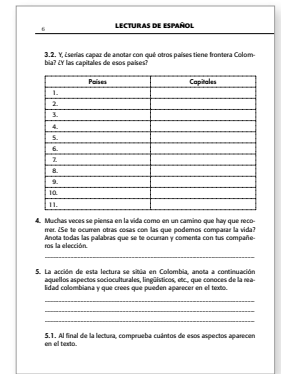 6
LECTURAS DE ESPAÑOL
3.2. Y, ¿serías capaz de anotar con qué otros países tiene frontera Colom-
bia? ¿Y las capitales de esos países?
Países Capitales
1.
2.
3.
4.
5.
6.
7.
8.
9.
10.
11.
4. Muchas veces se piensa en la vida como en un camino que hay que reco-
rrer. ¿Se te ocurren otras cosas con las que podemos comparar la vida?
Anota todas las palabras que se te ocurran y comenta con tus compañe-
ros la elección.
5. La acción de esta lectura se sitúa en Colombia, anota a continuación
aquellos aspectos socioculturales, lingüísticos, etc., que conoces de la rea-
lidad colombiana y que crees que pueden aparecer en el texto.
5.1. Al final de la lectura, comprueba cuántos de esos aspectos aparecen
en el texto.